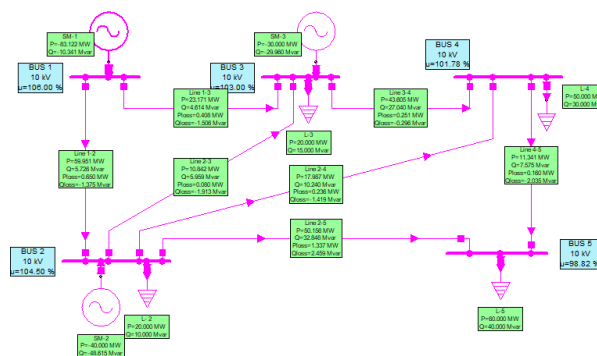 SM-1
P=-83.122 MW
Q=-10.341 Mvar
BUS 1
10 kV
u=106.00 %
SM-3
P=-30.000 MW
Q=-29.960 Mvar
BUS 3
10 kV
u=103.00 %
BUS 4
10 kV
u=101.78 %
L-4
P=50.000 MW
Q=30.000 Mvar
Line 1-3
P=23.171 MW
Q=4.614 Mvar
Ploss=0.408 MW
Qloss=-1.506 Mvar
Line 3-4
P=43.605 MW
Q=27.040 Mvar
Ploss=0.251 MW
Qloss=-0.296 Mvar
L-3
P=20.000 MW
Q=15.000 Mvar
Line 1-2
P=59.951 MW
Q=5.726 Mvar
Ploss=0.650 MW
Qloss=-1.375 Mvar
Line 2-3
P=10.842 MW
Q=5.959 Mvar
Ploss=0.060 MW
Qloss=-1.913 Mvar
Line 2-4
P=17.967 MW
Q=10.240 Mvar
Ploss=0.236 MW
Qloss=-1.419 Mvar
Line 4-5
P=11.341 MW
Q=7.575 Mvar
Ploss=0.160 MW
Qloss=-2.035 Mvar
Line 2-5
P=50.156 MW
Q=32.846 Mvar
Ploss=1.337 MW
Qloss=2.459 Mvar
BUS 2
10 kV
u=104.50 %
BUS 5
10 kV
u=98.82 %
SM-2
P=-40.000 MW
Q=-48.615 Mvar
L- 2
P=20.000 MW
Q=10.000 Mvar
L-5
P=60.000 MW
Q=40.000 Mvar